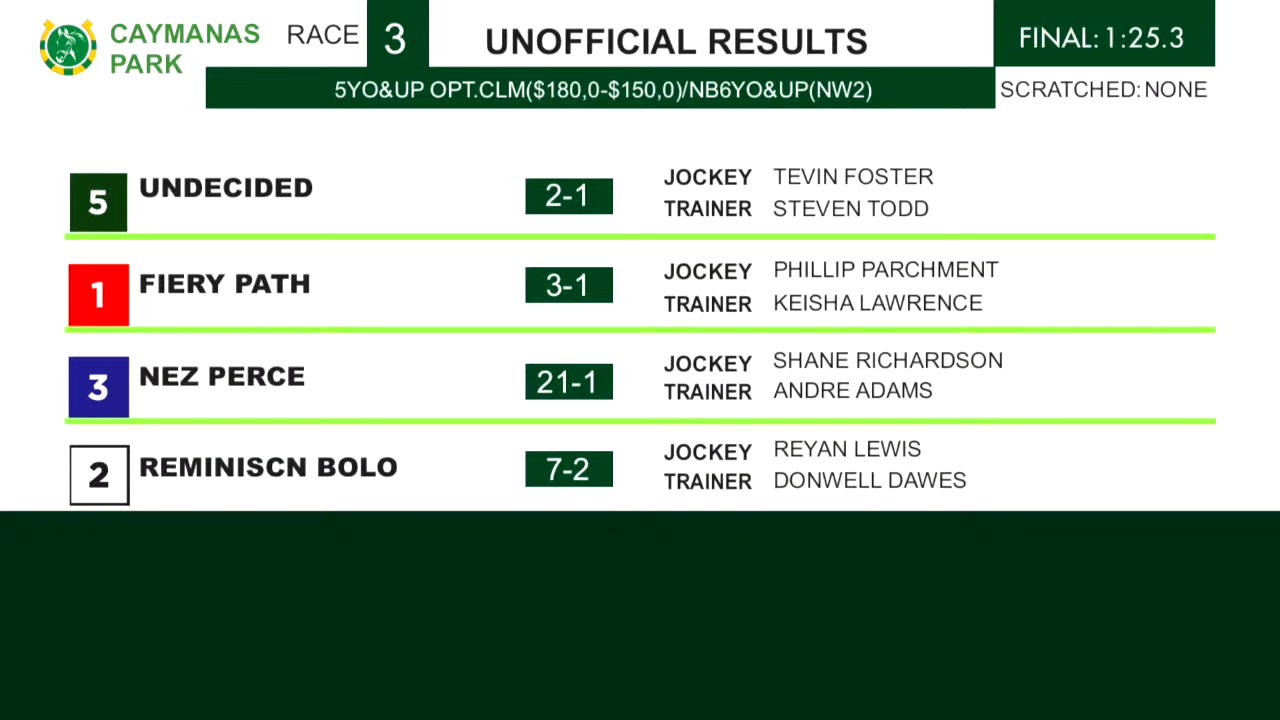 CAYMANAS
PARK
RACE 3
UNOFFICIAL RESULTS
FINAL: 1:25.3
5YO&UP OPT.CLM($180,0-$150,0)/NB6YO&UP(NW2)
SCRATCHED: NONE
5 UNDECIDED 2-1 JOCKEY TEVIN FOSTER
TRAINER STEVEN TODD
1 FIERY PATH 3-1 JOCKEY PHILLIP PARCHMENT
TRAINER KEISHA LAWRENCE
3 NEZ PERCE 21-1 JOCKEY SHANE RICHARDSON
TRAINER ANDRE ADAMS
2 REMINISCN BOLO 7-2 JOCKEY REYAN LEWIS
TRAINER DONWELL DAWES